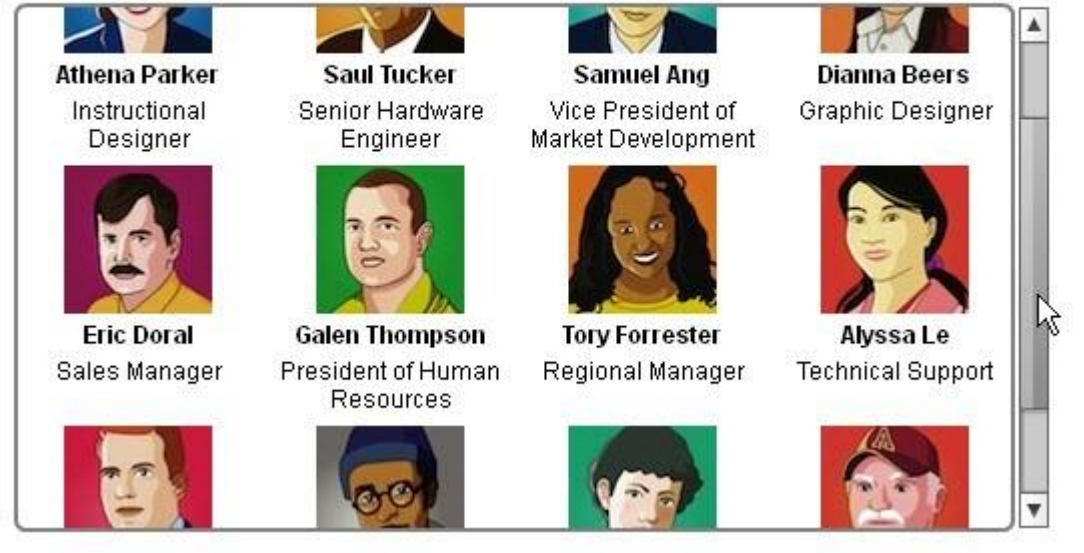 Athena Parker
Saul Tucker
Samuel Ang
Dianna Beers
Instructional
Designer
Senior Hardware
Engineer
Vice President of
Market Development
Graphic Designer
Eric Doral
Galen Thompson
Tory Forrester
Alyssa Le
Sales Manager
President of Human
Resources
Regional Manager
Technical Support
A